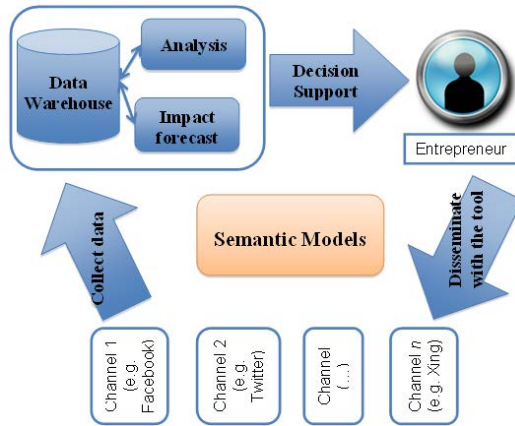 Analysis
Data
Warehouse
Impact
forecast
Decision
Support
Entrepreneur
Collect data
Semantic Models
Disseminate
with the tool
Channel 1
(e.g.
Facebook)
Channel 2
(e.g.
Twitter)
Channel
(…)
Channel n
(e.g. Xing)